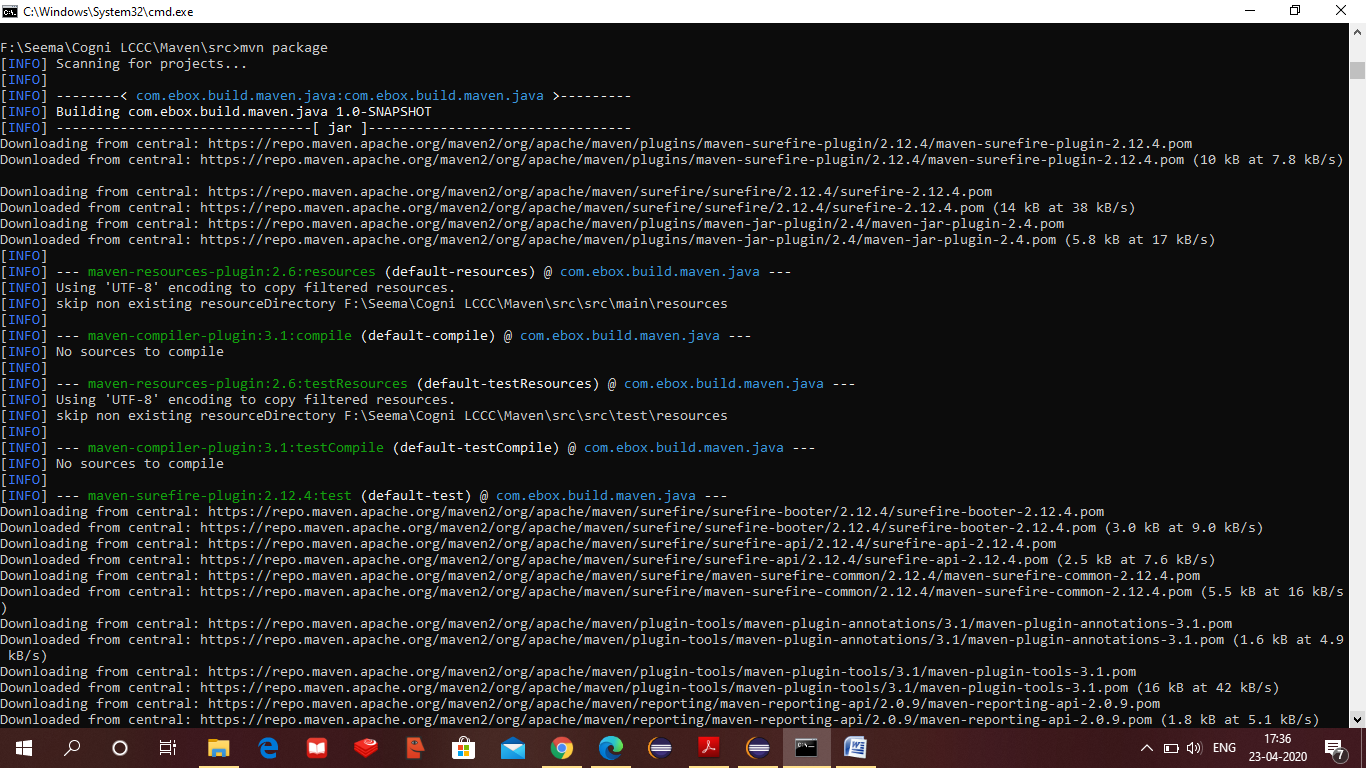 C:\Windows\System32\cmd.exe
F:\Seema\Cogni LCCC\Maven\src>mvn package
[INFO] Scanning for projects...
[INFO]
[INFO] --------< com.ebox.build.maven.java:com.ebox.build.maven.java >---------
[INFO] Building com.ebox.build.maven.java 1.0-SNAPSHOT
[INFO] --------------------------------[ jar ]---------------------------------
Downloading from central: https://repo.maven.apache.org/maven2/org/apache/maven/plugins/maven-surefire-plugin/2.12.4/maven-surefire-plugin-2.12.4.pom
Downloaded from central: https://repo.maven.apache.org/maven2/org/apache/maven/plugins/maven-surefire-plugin/2.12.4/maven-surefire-plugin-2.12.4.pom (10 kB at 7.8 kB/s)
Downloading from central: https://repo.maven.apache.org/maven2/org/apache/maven/surefire/surefire/2.12.4/surefire-2.12.4.pom
Downloaded from central: https://repo.maven.apache.org/maven2/org/apache/maven/surefire/surefire/2.12.4/surefire-2.12.4.pom (14 kB at 38 kB/s)
Downloading from central: https://repo.maven.apache.org/maven2/org/apache/maven/plugins/maven-jar-plugin/2.4/maven-jar-plugin-2.4.pom
Downloaded from central: https://repo.maven.apache.org/maven2/org/apache/maven/plugins/maven-jar-plugin/2.4/maven-jar-plugin-2.4.pom (5.8 kB at 17 kB/s)
[INFO]
[INFO] --- maven-resources-plugin:2.6:resources (default-resources) @ com.ebox.build.maven.java ---
[INFO] Using 'UTF-8' encoding to copy filtered resources.
[INFO] skip non existing resourceDirectory F:\Seema\Cogni LCCC\Maven\src\src\main\resources
[INFO]
[INFO] --- maven-compiler-plugin:3.1:compile (default-compile) @ com.ebox.build.maven.java ---
[INFO] No sources to compile
[INFO]
[INFO] --- maven-resources-plugin:2.6:testResources (default-testResources) @ com.ebox.build.maven.java ---
[INFO] Using 'UTF-8' encoding to copy filtered resources.
[INFO] skip non existing resourceDirectory F:\Seema\Cogni LCCC\Maven\src\src\test\resources
[INFO]
[INFO] --- maven-compiler-plugin:3.1:testCompile (default-testCompile) @ com.ebox.build.maven.java ---
[INFO] No sources to compile
[INFO]
[INFO] --- maven-surefire-plugin:2.12.4:test (default-test) @ com.ebox.build.maven.java ---
Downloading from central: https://repo.maven.apache.org/maven2/org/apache/maven/surefire/surefire-booter/2.12.4/surefire-booter-2.12.4.pom
Downloaded from central: https://repo.maven.apache.org/maven2/org/apache/maven/surefire/surefire-booter/2.12.4/surefire-booter-2.12.4.pom (3.0 kB at 9.0 kB/s)
Downloading from central: https://repo.maven.apache.org/maven2/org/apache/maven/surefire/surefire-api/2.12.4/surefire-api-2.12.4.pom
Downloaded from central: https://repo.maven.apache.org/maven2/org/apache/maven/surefire/surefire-api/2.12.4/surefire-api-2.12.4.pom (2.5 kB at 7.6 kB/s)
Downloading from central: https://repo.maven.apache.org/maven2/org/apache/maven/surefire/maven-surefire-common/2.12.4/maven-surefire-common-2.12.4.pom
Downloaded from central: https://repo.maven.apache.org/maven2/org/apache/maven/surefire/maven-surefire-common/2.12.4/maven-surefire-common-2.12.4.pom (5.5 kB at 16 kB/s
)
Downloading from central: https://repo.maven.apache.org/maven2/org/apache/maven/plugin-tools/maven-plugin-annotations/3.1/maven-plugin-annotations-3.1.pom
Downloaded from central: https://repo.maven.apache.org/maven2/org/apache/maven/plugin-tools/maven-plugin-annotations/3.1/maven-plugin-annotations-3.1.pom (1.6 kB at 4.9
 kB/s)
Downloading from central: https://repo.maven.apache.org/maven2/org/apache/maven/plugin-tools/maven-plugin-tools/3.1/maven-plugin-tools-3.1.pom
Downloaded from central: https://repo.maven.apache.org/maven2/org/apache/maven/plugin-tools/maven-plugin-tools/3.1/maven-plugin-tools-3.1.pom (16 kB at 42 kB/s)
Downloading from central: https://repo.maven.apache.org/maven2/org/apache/maven/reporting/maven-reporting-api/2.0.9/maven-reporting-api-2.0.9.pom
Downloaded from central: https://repo.maven.apache.org/maven2/org/apache/maven/reporting/maven-reporting-api/2.0.9/maven-reporting-api-2.0.9.pom (1.8 kB at 5.1 kB/s)
ENG
17:36
23-04-2020
7